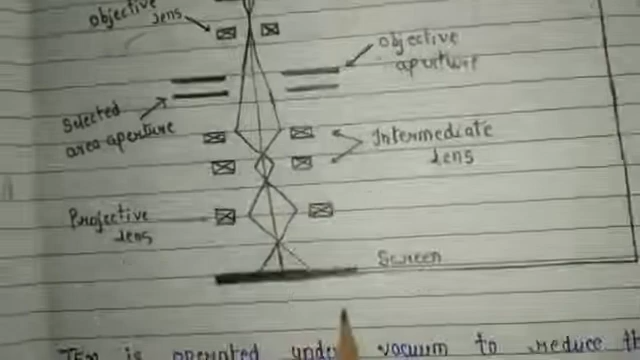 objective
lens
objective
aperture
Selected
area aperture
Intermediate
lens
Projective
lens
Screen
TEM is operated under vacuum to reduce the